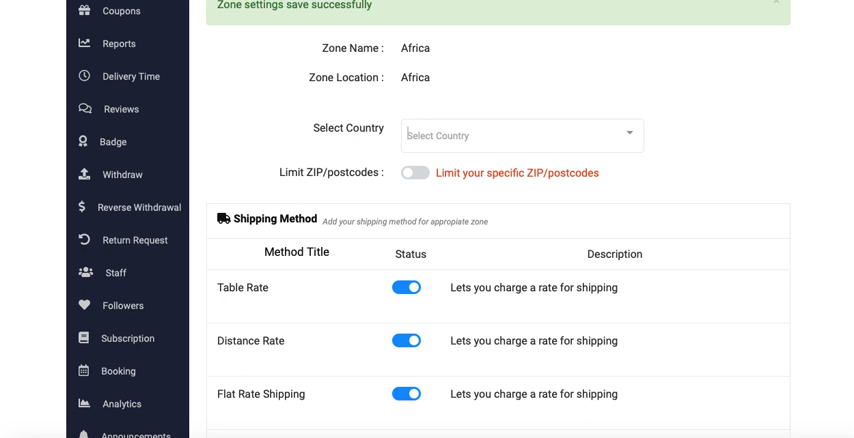 Coupons
Reports
Delivery Time
Reviews
Badge
Withdraw
Reverse Withdrawal
Return Request
Staff
Followers
Subscription
Booking
Analytics
Announcements
Zone settings save successfully
Zone Name : Africa
Zone Location : Africa
Select Country Select Country
Limit ZIP/postcodes : Limit your specific ZIP/postcodes
Shipping Method Add your shipping method for appropiate zone
Method Title Status Description
Table Rate Lets you charge a rate for shipping
Distance Rate Lets you charge a rate for shipping
Flat Rate Shipping Lets you charge a rate for shipping